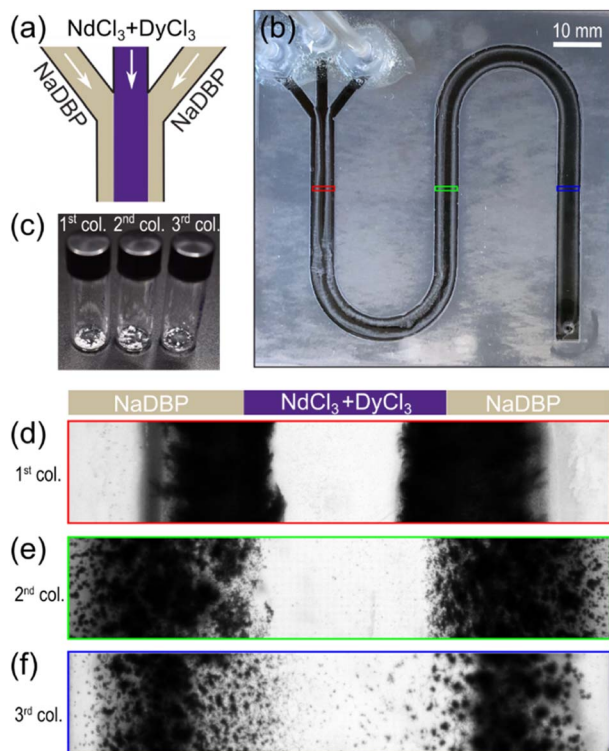 (a)
NdCl₃+DyCl₃
NaDBP
NaDBP
(b)
10 mm
(c)
1ˢᵗ col. 2ⁿᵈ col. 3ʳᵈ col.
NaDBP NdCl₃+DyCl₃ NaDBP
(d)
1ˢᵗ col.
(e)
2ⁿᵈ col.
(f)
3ʳᵈ col.